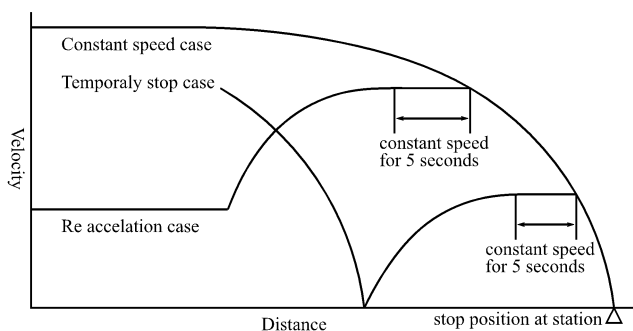 Constant speed case
Temporaly stop case
constant speed
for 5 seconds
Velocity
Re accelation case
constant speed
for 5 seconds
Distance
stop position at station